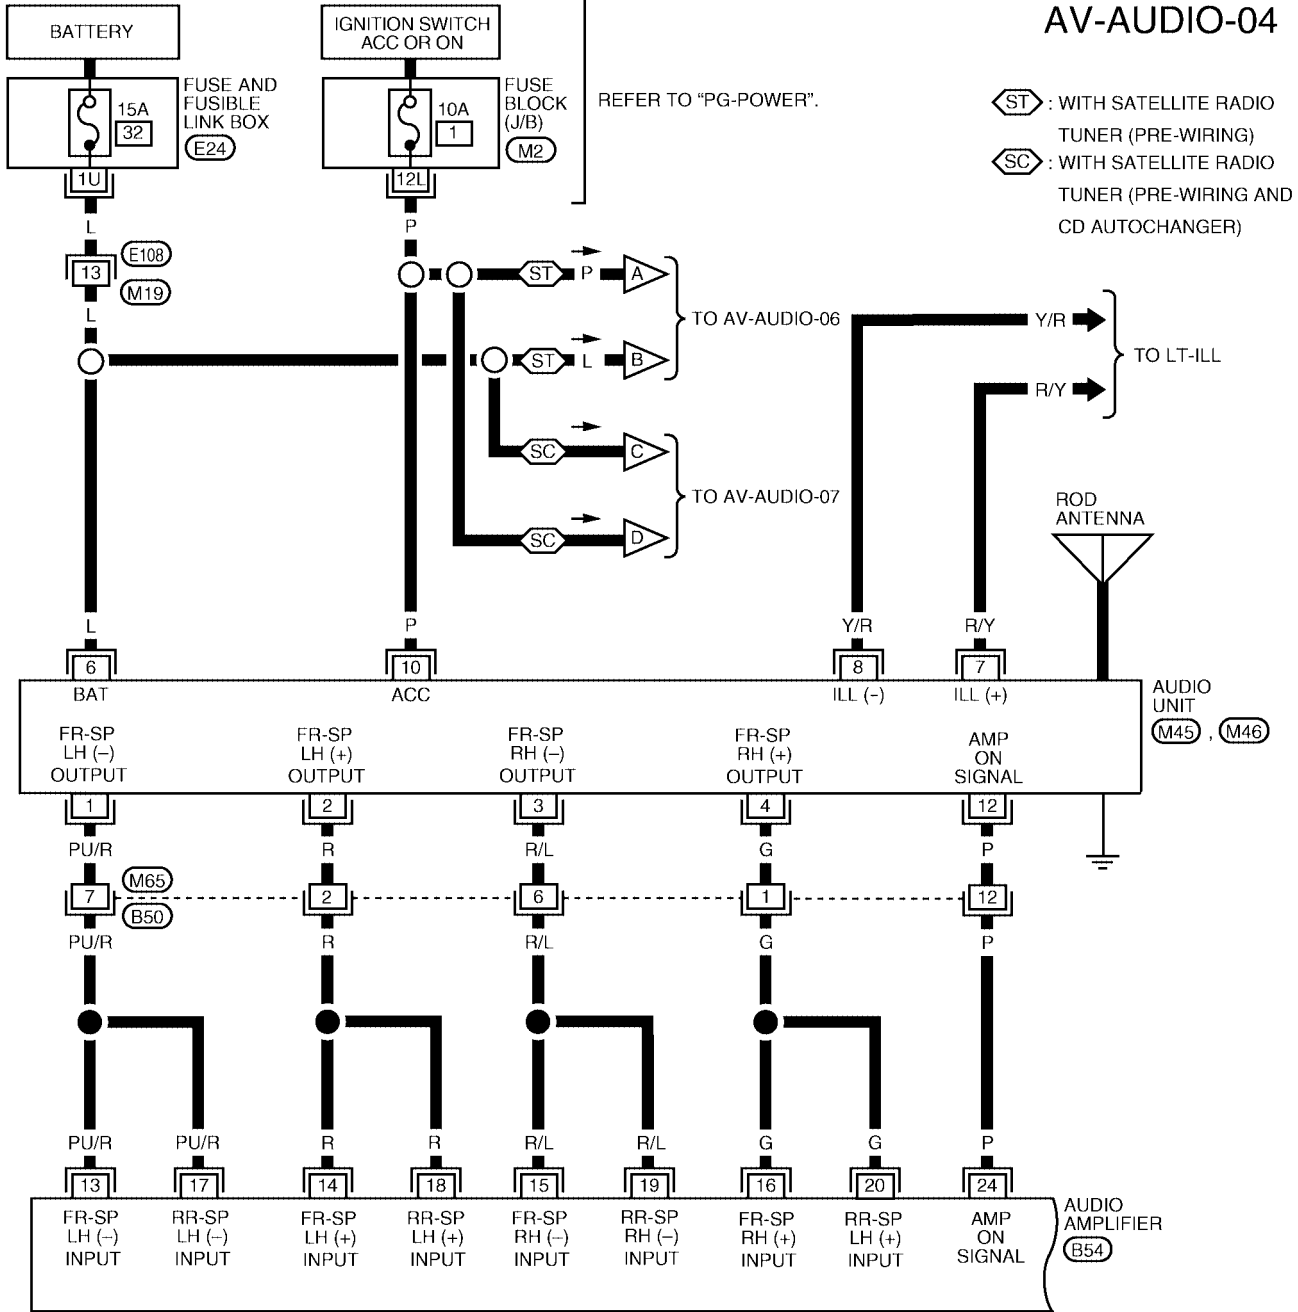 AV-AUDIO-04
BATTERY
IGNITION SWITCH
ACC OR ON
15A
32
FUSE AND
FUSIBLE
LINK BOX
E24
10A
1
FUSE
BLOCK
(J/B)
M2
REFER TO “PG-POWER”.
ST : WITH SATELLITE RADIO
TUNER (PRE-WIRING)
SC : WITH SATELLITE RADIO
TUNER (PRE-WIRING AND
CD AUTOCHANGER)
1U
12L
L
P
13
E108
M19
L
ST P A
ST L B
TO AV-AUDIO-06
SC C
SC D
TO AV-AUDIO-07
Y/R
R/Y
TO LT-ILL
ROD
ANTENNA
L
P
Y/R
R/Y
6
10
8
7
BAT
ACC
ILL (-)
ILL (+)
AUDIO
UNIT
M45 , M46
FR-SP
LH (–)
OUTPUT
FR-SP
LH (+)
OUTPUT
FR-SP
RH (–)
OUTPUT
FR-SP
RH (+)
OUTPUT
AMP
ON
SIGNAL
1
2
3
4
12
PU/R
R
R/L
G
P
M65
7
2
6
1
12
B50
PU/R
R
R/L
G
P
PU/R
PU/R
R
R
R/L
R/L
G
G
P
13
17
14
18
15
19
16
20
24
FR-SP
LH (–)
INPUT
RR-SP
LH (–)
INPUT
FR-SP
LH (+)
INPUT
RR-SP
LH (+)
INPUT
FR-SP
RH (–)
INPUT
RR-SP
RH (–)
INPUT
FR-SP
RH (+)
INPUT
RR-SP
LH (+)
INPUT
AMP
ON
SIGNAL
AUDIO
AMPLIFIER
B54